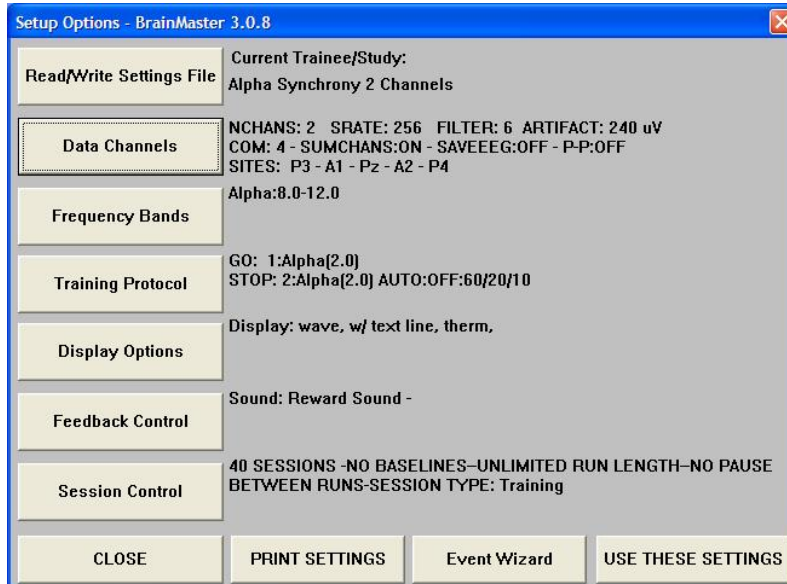 Setup Options - BrainMaster 3.0.8
Read/Write Settings File
Current Trainee/Study:
Alpha Synchrony 2 Channels
Data Channels
NCHANS: 2 SRATE: 256 FILTER: 6 ARTIFACT: 240 uV
COM: 4 - SUMCHANS:ON - SAVEEEG:OFF - P-P:OFF
SITES: P3 - A1 - Pz - A2 - P4
Frequency Bands
Alpha:8.0-12.0
Training Protocol
GO: 1:Alpha(2.0)
STOP: 2:Alpha(2.0) AUTO:OFF:60/20/10
Display Options
Display: wave, w/ text line, therm,
Feedback Control
Sound: Reward Sound -
Session Control
40 SESSIONS -NO BASELINES--UNLIMITED RUN LENGTH--NO PAUSE
BETWEEN RUNS-SESSION TYPE: Training
CLOSE
PRINT SETTINGS
Event Wizard
USE THESE SETTINGS